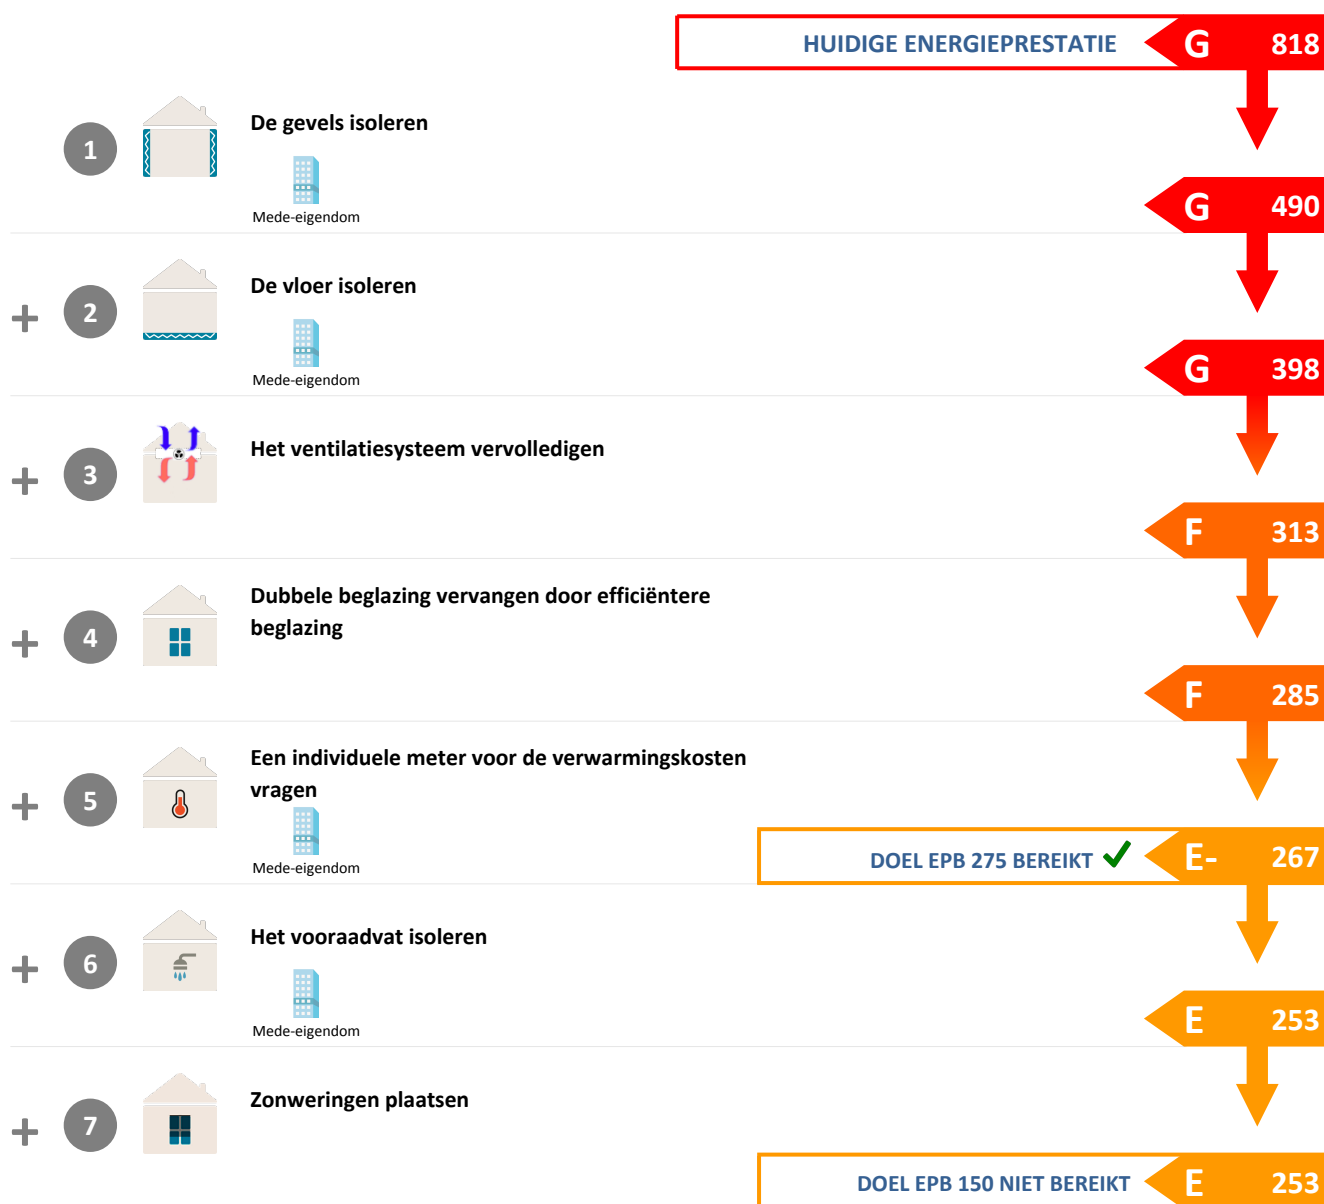 HUIDIGE ENERGIEPRESTATIE G 818
1 De gevels isoleren
Mede-eigendom
G 490
+ 2 De vloer isoleren
Mede-eigendom
G 398
+ 3 Het ventilatiesysteem vervolledigen
F 313
+ 4 Dubbele beglazing vervangen door efficiëntere
beglazing
F 285
+ 5 Een individuele meter voor de verwarmingskosten
vragen
Mede-eigendom
DOEL EPB 275 BEREIKT ✔ E- 267
+ 6 Het vooraadvat isoleren
Mede-eigendom
E 253
+ 7 Zonweringen plaatsen
DOEL EPB 150 NIET BEREIKT E 253